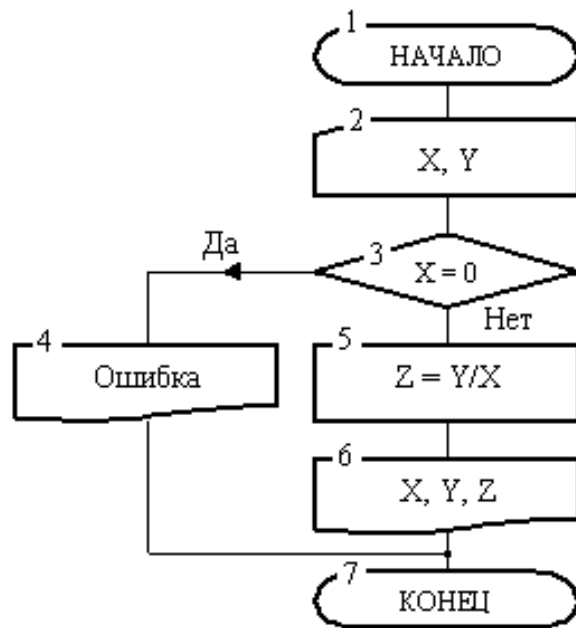 1
НАЧАЛО
2
X, Y
3
X = 0
Да
Нет
4
Ошибка
5
Z = Y/X
6
X, Y, Z
7
КОНЕЦ